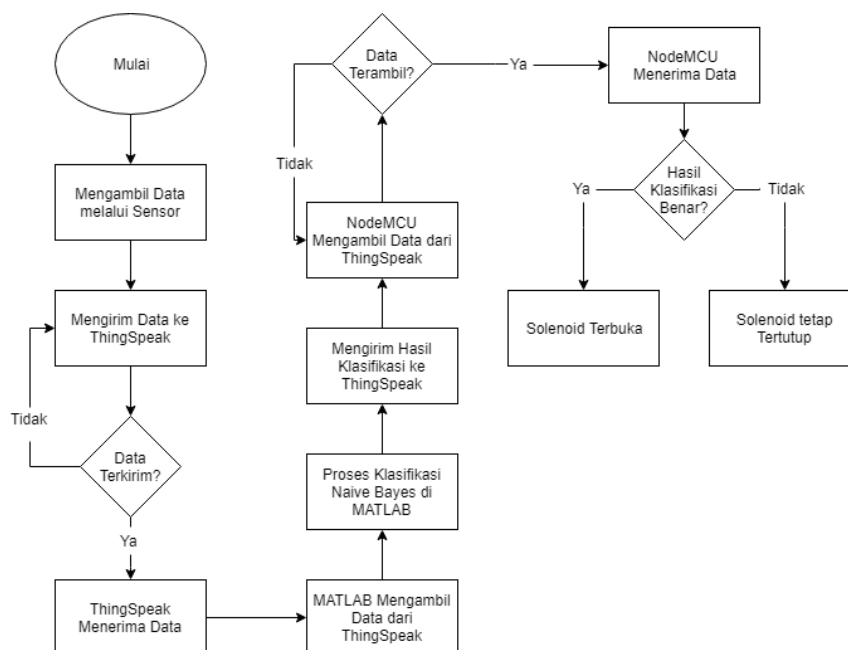 Mulai
Mengambil Data
melalui Sensor
Mengirim Data ke
ThingSpeak
Tidak
Data
Terkirim?
Ya
ThingSpeak
Menerima Data
MATLAB Mengambil
Data dari
ThingSpeak
Proses Klasifikasi
Naive Bayes di
MATLAB
Mengirim Hasil
Klasifikasi ke
ThingSpeak
NodeMCU
Mengambil Data dari
ThingSpeak
Tidak
Data
Terambil?
Ya
NodeMCU
Menerima Data
Hasil
Klasifikasi
Benar?
Ya
Tidak
Solenoid Terbuka
Solenoid tetap
Tertutup